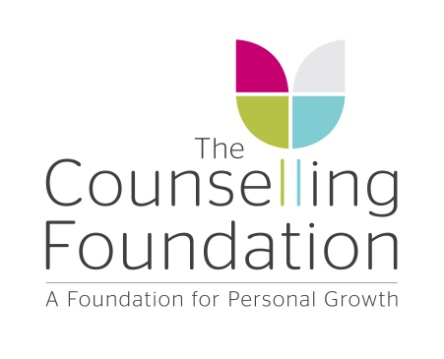 The
Counselling
Foundation
A Foundation for Personal Growth